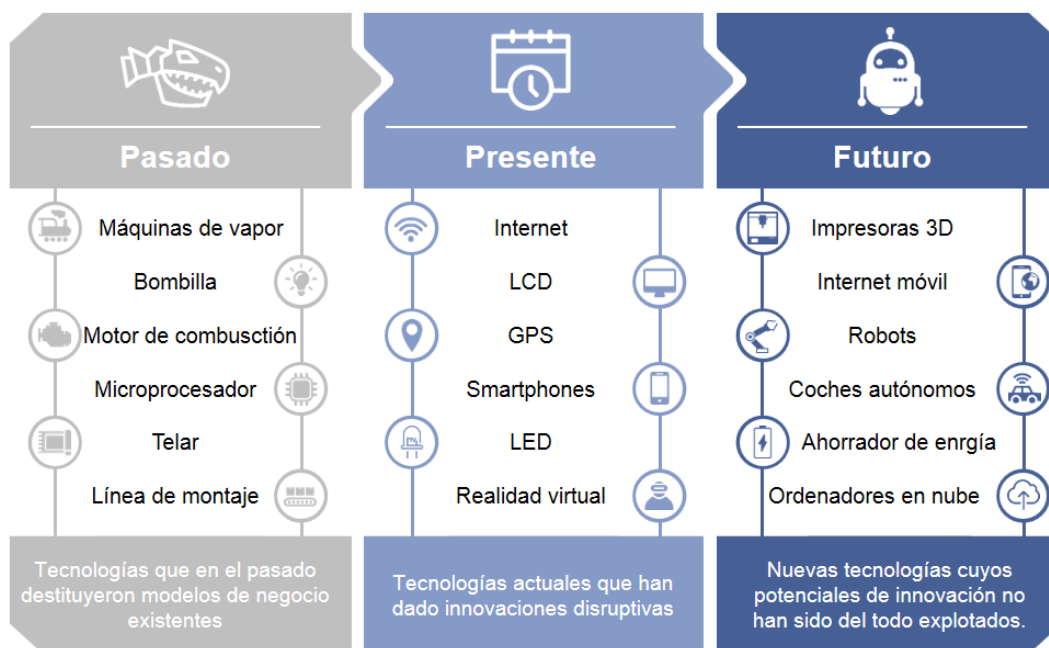 Pasado
Máquinas de vapor
Bombilla
Motor de combusctión
Microprocesador
Telar
Línea de montaje
Tecnologías que en el pasado
destituyeron modelos de negocio
existentes
Presente
Internet
LCD
GPS
Smartphones
LED
Realidad virtual
Tecnologías actuales que han
dado innovaciones disruptivas
Futuro
Impresoras 3D
Internet móvil
Robots
Coches autónomos
Ahorrador de enrgía
Ordenadores en nube
Nuevas tecnologías cuyos
potenciales de innovación no
han sido del todo explotados.